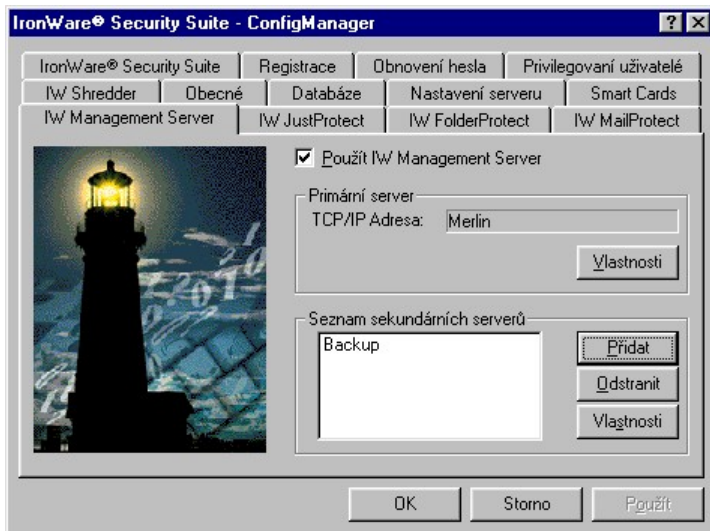 IronWare® Security Suite - ConfigManager
IronWare® Security Suite
Registrace
Obnovení hesla
Privilegovaní uživatelé
IW Shredder
Obecné
Databáze
Nastavení serveru
Smart Cards
IW Management Server
IW JustProtect
IW FolderProtect
IW MailProtect
Použít IW Management Server
Primární server
TCP/IP Adresa: Merlin
Vlastnosti
Seznam sekundárních serverů
Backup
Přidat
Odstranit
Vlastnosti
OK
Storno
Použít